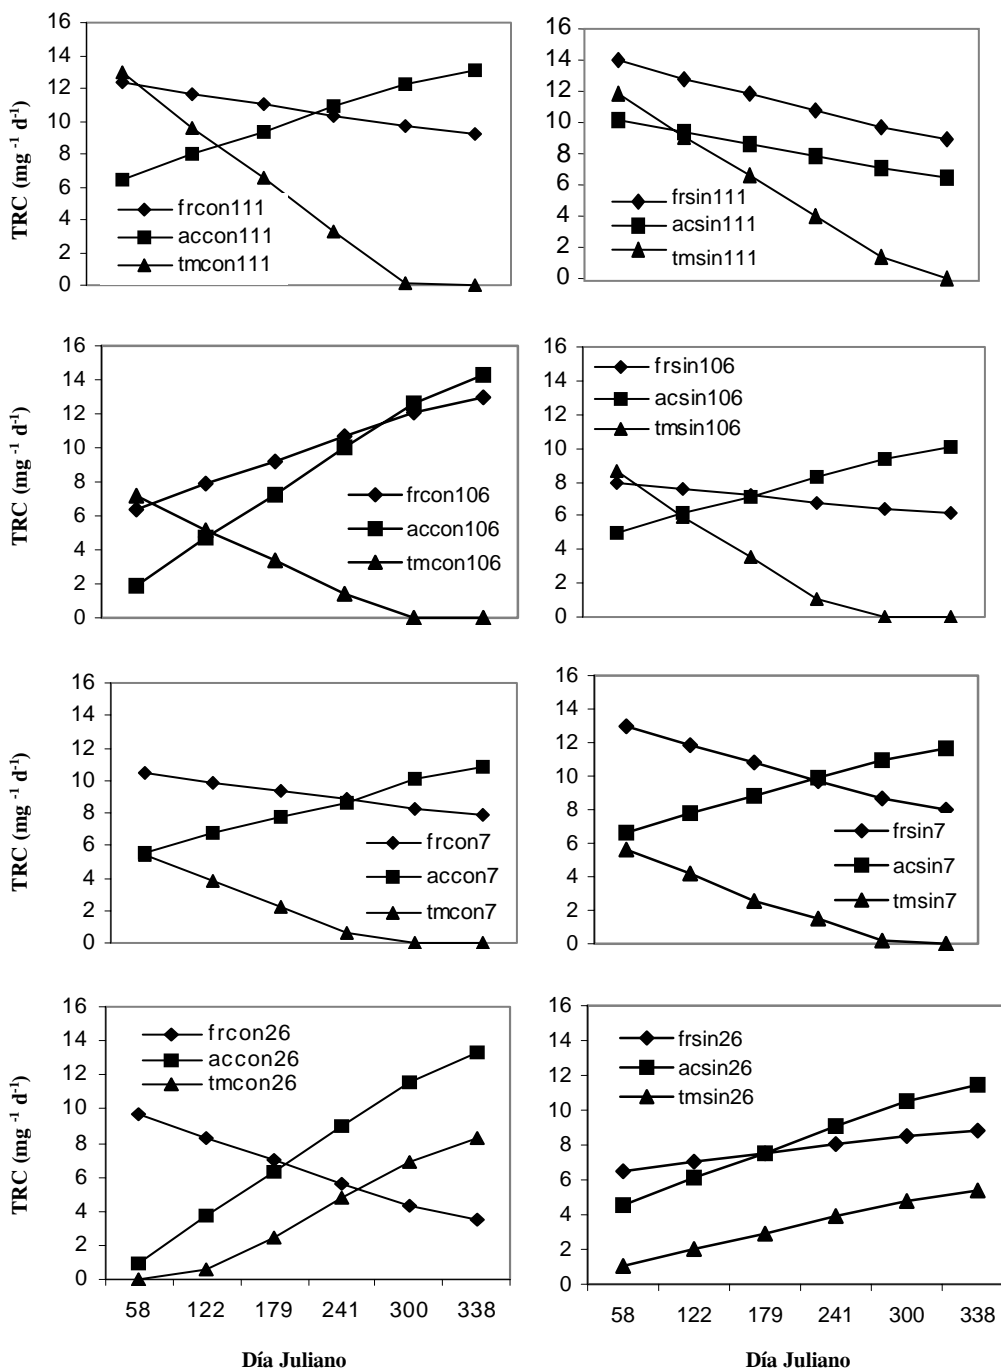 16
14
12
10
8
6
4
2
0
TRC (mg -1 d-1)
frcon111
accon111
tmcon111
16
14
12
10
8
6
4
2
0
frsin111
acsin111
tmsin111
16
14
12
10
8
6
4
2
0
TRC (mg -1 d-1)
frcon106
accon106
tmcon106
16
14
12
10
8
6
4
2
0
frsin106
acsin106
tmsin106
16
14
12
10
8
6
4
2
0
TRC (mg -1 d-1)
frcon7
accon7
tmcon7
16
14
12
10
8
6
4
2
0
frsin7
acsin7
tmsin7
16
14
12
10
8
6
4
2
0
TRC (mg -1 d-1)
frcon26
accon26
tmcon26
58 122 179 241 300 338
Día Juliano
16
14
12
10
8
6
4
2
0
frsin26
acsin26
tmsin26
58 122 179 241 300 338
Día Juliano